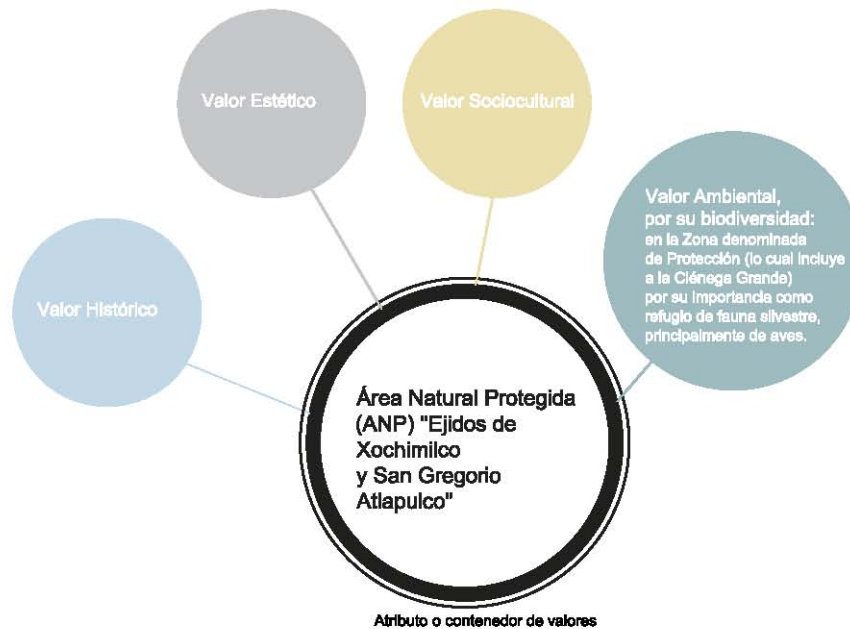 Valor Estético
Valor Sociocultural
Valor Ambiental,
por su biodiversidad:
en la Zona denominada
de Protección (lo cual incluye
a la Ciénega Grande)
por su importancia como
refugio de fauna silvestre,
principalmente de aves.
Valor Histórico
Área Natural Protegida
(ANP) "Ejidos de
Xochimilco
y San Gregorio
Atlapulco"
Atributo o contenedor de valores